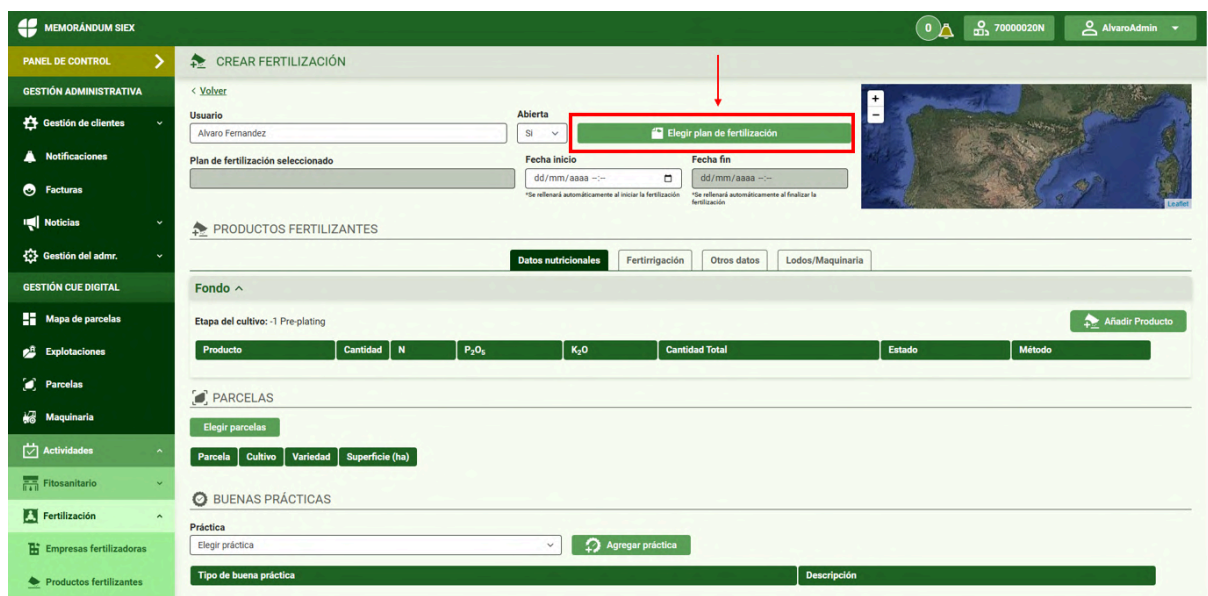 MEMORÁNDUM SIEX
0
70000020N
AlvaroAdmin
PANEL DE CONTROL
CREAR FERTILIZACIÓN
GESTIÓN ADMINISTRATIVA
Gestión de clientes
Notificaciones
Facturas
Noticias
Gestión del admr.
GESTIÓN CUE DIGITAL
Mapa de parcelas
Explotaciones
Parcelas
Maquinaria
Actividades
Fitosanitario
Fertilización
Empresas fertilizadoras
Productos fertilizantes
< Volver
Usuario
Alvaro Fernandez
Abierta
Si
Elegir plan de fertilización
Plan de fertilización seleccionado
Fecha inicio
dd/mm/aaaa --:--
*Se rellenará automáticamente al iniciar la fertilización
Fecha fin
dd/mm/aaaa --:--
*Se rellenará automáticamente al finalizar la
fertilización
+
−
Leaflet
PRODUCTOS FERTILIZANTES
Datos nutricionales
Fertirrigación
Otros datos
Lodos/Maquinaria
Fondo
Etapa del cultivo: -1 Pre-plating
Añadir Producto
Producto Cantidad N P₂O₅ K₂O Cantidad Total Estado Método
PARCELAS
Elegir parcelas
Parcela Cultivo Variedad Superficie (ha)
BUENAS PRÁCTICAS
Práctica
Elegir práctica
Agregar práctica
Tipo de buena práctica Descripción